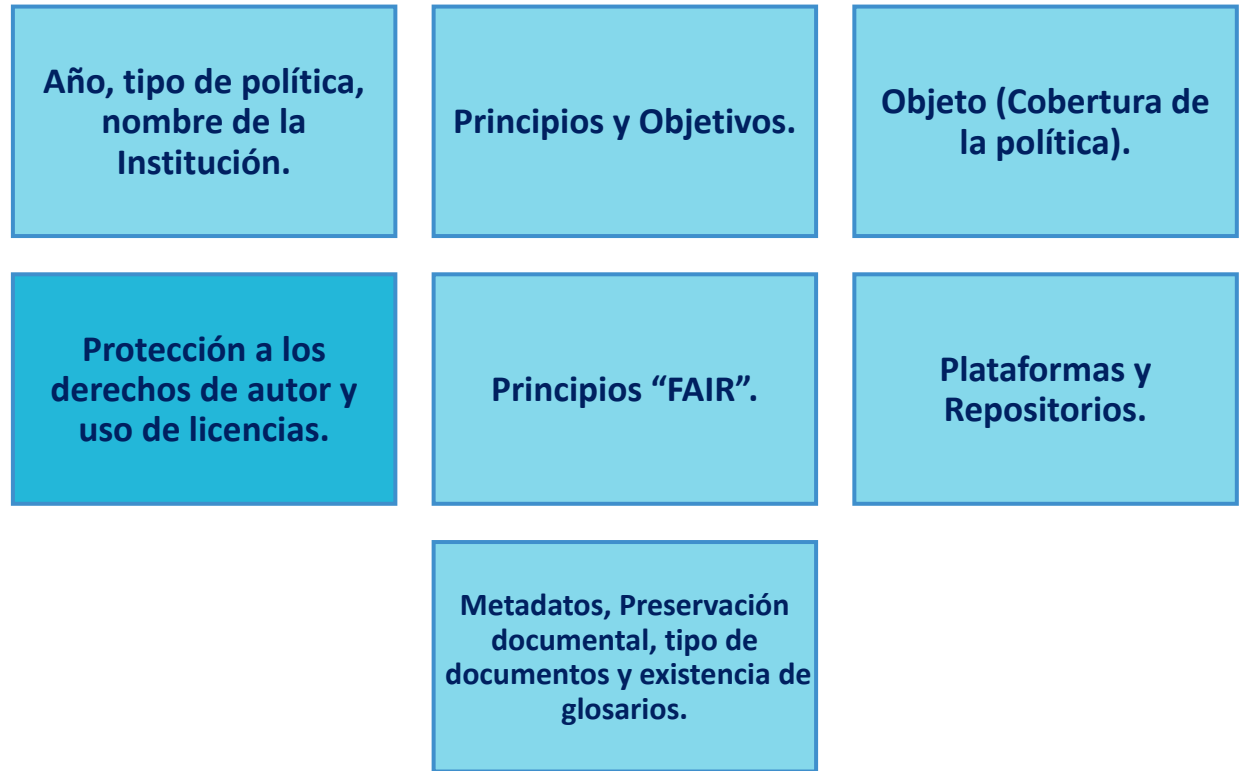 Año, tipo de política,
nombre de la
Institución.
Principios y Objetivos.
Objeto (Cobertura de
la política).
Protección a los
derechos de autor y
uso de licencias.
Principios “FAIR”.
Plataformas y
Repositorios.
Metadatos, Preservación
documental, tipo de
documentos y existencia de
glosarios.